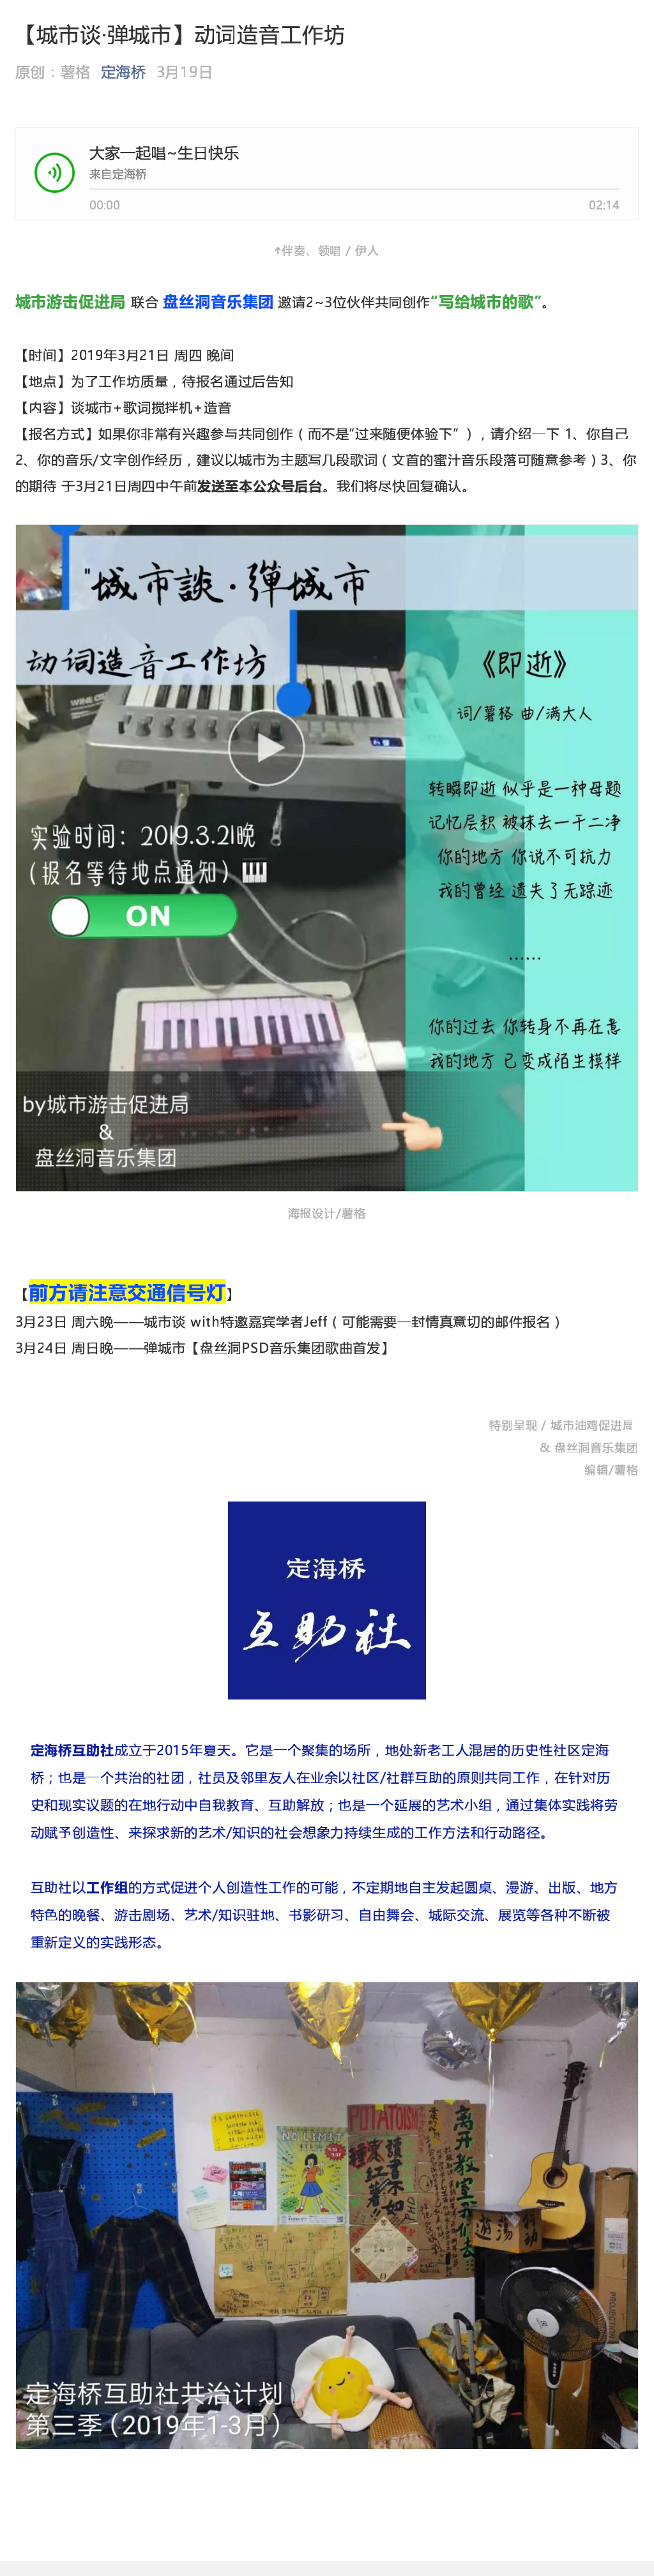 【城市谈·弹城市】动词造音工作坊
原创：薯格 定海桥 3月19日
大家一起唱~生日快乐
来自定海桥
00:00 02:14
↑伴奏、领唱 / 伊人
城市游击促进局 联合 盘丝洞音乐集团 邀请2~3位伙伴共同创作“写给城市的歌”。
【时间】2019年3月21日 周四 晚间
【地点】为了工作坊质量，待报名通过后告知
【内容】谈城市+歌词搅拌机+造音
【报名方式】如果你非常有兴趣参与共同创作（而不是“过来随便体验下”），请介绍一下 1、你自己
2、你的音乐/文字创作经历，建议以城市为主题写几段歌词（文首的蜜汁音乐段落可随意参考）3、你
的期待 于3月21日周四中午前发送至本公众号后台。我们将尽快回复确认。
"城市談·彈城市
动词造音工作坊
《即逝》
词/薯格 曲/满大人
转瞬即逝 似乎是一种母题
记忆层积 被抹去一干二净
你的地方 你说不可抗力
我的曾经 遗失了无踪迹
……
你的过去 你转身不再在意
我的地方 已变成陌生模样
实验时间：2019.3.21晚
（报名等待地点通知）
ON
by城市游击促进局
&
盘丝洞音乐集团
海报设计/薯格
【前方请注意交通信号灯】
3月23日 周六晚——城市谈 with特邀嘉宾学者Jeff（可能需要一封情真意切的邮件报名）
3月24日 周日晚——弹城市【盘丝洞PSD音乐集团歌曲首发】
特别呈现 / 城市油鸡促进局
& 盘丝洞音乐集团
编辑/薯格
定海桥
互助社
定海桥互助社成立于2015年夏天。它是一个聚集的场所，地处新老工人混居的历史性社区定海
桥；也是一个共治的社团，社员及邻里友人在业余以社区/社群互助的原则共同工作，在针对历
史和现实议题的在地行动中自我教育、互助解放；也是一个延展的艺术小组，通过集体实践将劳
动赋予创造性、来探求新的艺术/知识的社会想象力持续生成的工作方法和行动路径。
互助社以工作组的方式促进个人创造性工作的可能，不定期地自主发起圆桌、漫游、出版、地方
特色的晚餐、游击剧场、艺术/知识驻地、书影研习、自由舞会、城际交流、展览等各种不断被
重新定义的实践形态。
NO LIMIT
POTATOISM
讀書不如
種紅薯
离开教室
弄们去
遊荡行动
定海桥互助社共治计划
第三季（2019年1-3月）